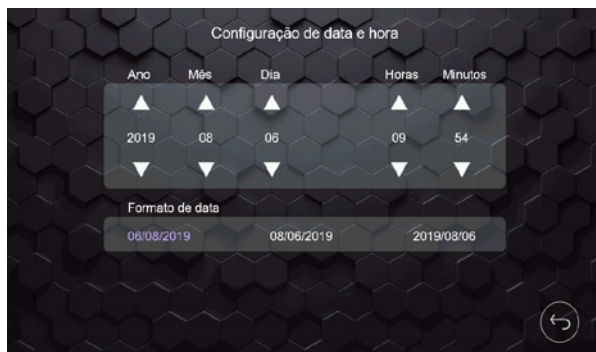 Configuração de data e hora
Ano Mês Dia Horas Minutos
2019 08 06 09 54
Formato de data
06/08/2019 08/06/2019 2019/08/06